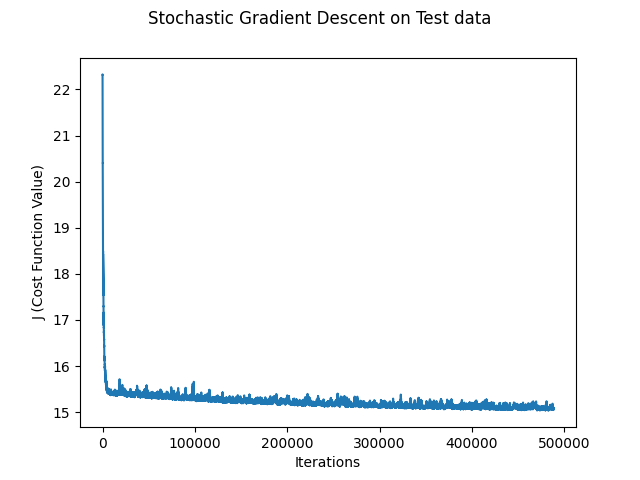 Stochastic Gradient Descent on Test data
22
21
20
19
18
17
16
15
J (Cost Function Value)
0 100000 200000 300000 400000 500000
Iterations